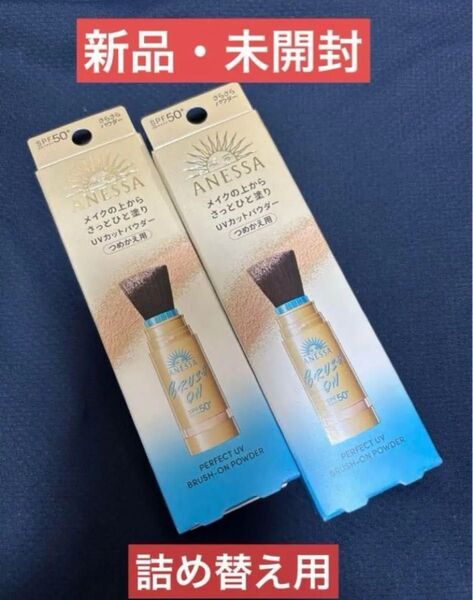 新品・未開封
SPF50+
さらさら
パウダー
ANESSA
メイクの上から
さっとひと塗り
UVカットパウダー
つめかえ用
ANESSA
BRUSH
ON
SPF50+
PERFECT UV
BRUSH-ON POWDER
SPF50+
さらさら
パウダー
ANESSA
メイクの上から
さっとひと塗り
UVカットパウダー
つめかえ用
ANESSA
BRUSH
ON
SPF50+
PERFECT UV
BRUSH-ON POWDER
詰め替え用